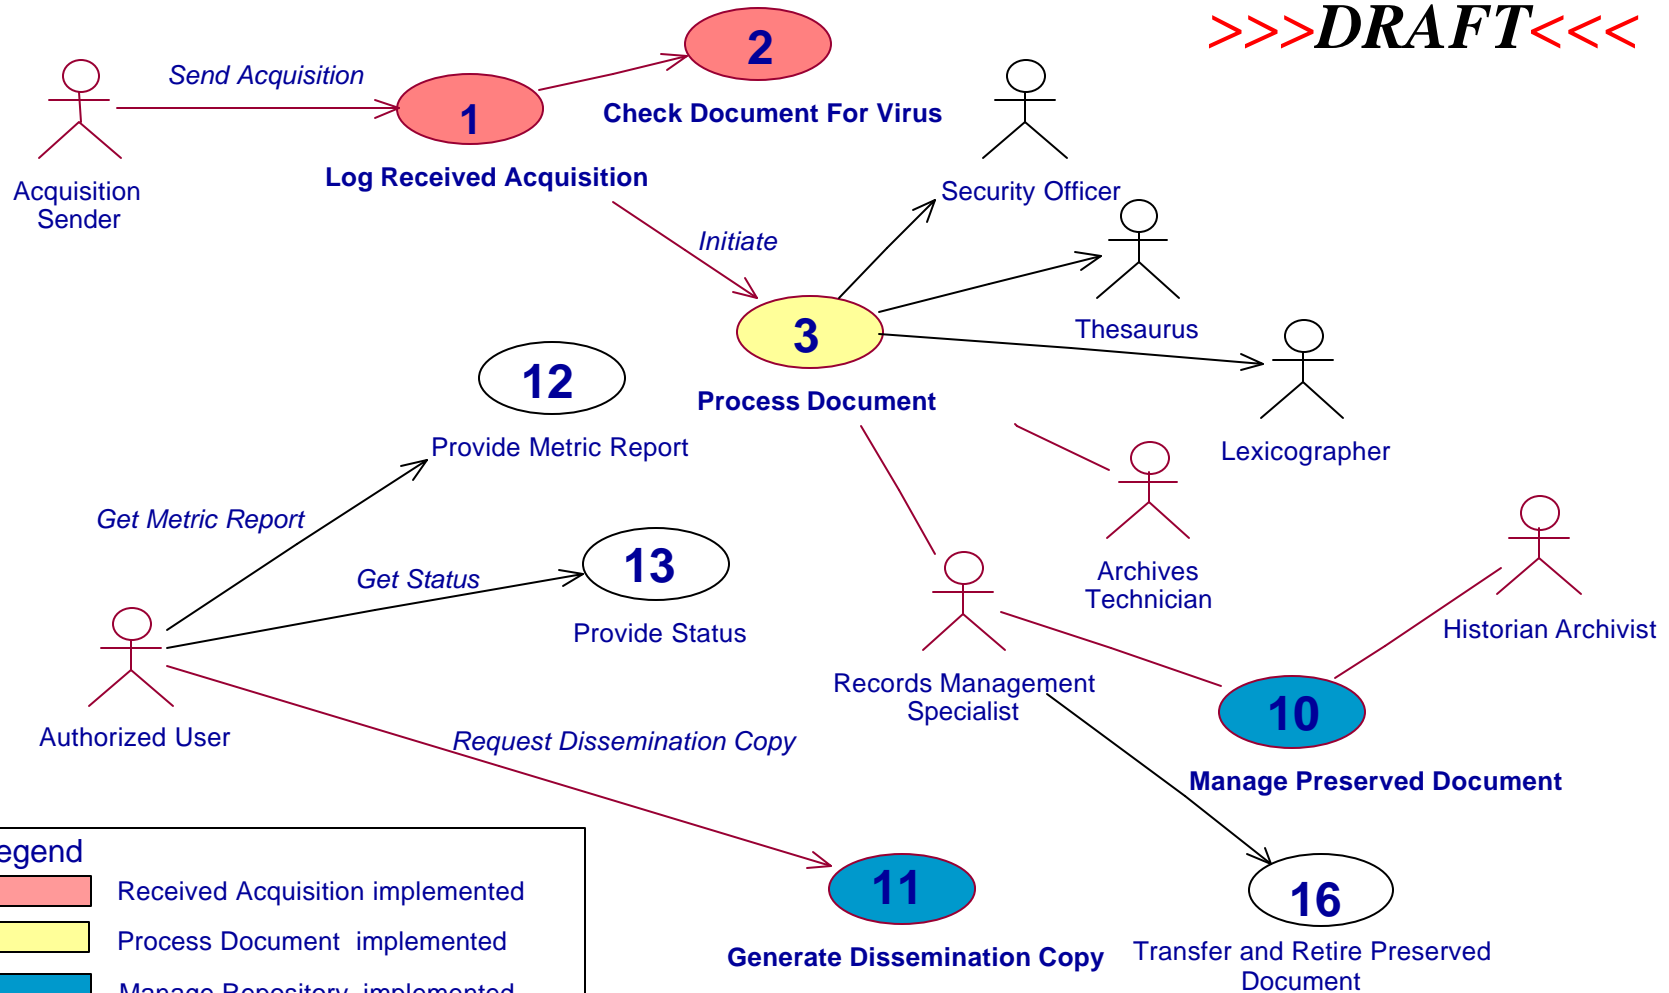 >>>DRAFT<<<
2
Send Acquisition
1
Check Document For Virus
Log Received Acquisition
Acquisition
Sender
Security Officer
Initiate
3
Thesaurus
12
Process Document
Provide Metric Report
Lexicographer
Get Metric Report
13
Get Status
Archives
Technician
Provide Status
Historian Archivist
Records Management
Specialist
10
Authorized User
Request Dissemination Copy
Manage Preserved Document
egend
Received Acquisition implemented
11
16
Process Document implemented
Generate Dissemination Copy
Transfer and Retire Preserved
Document
Manage Repository implemented